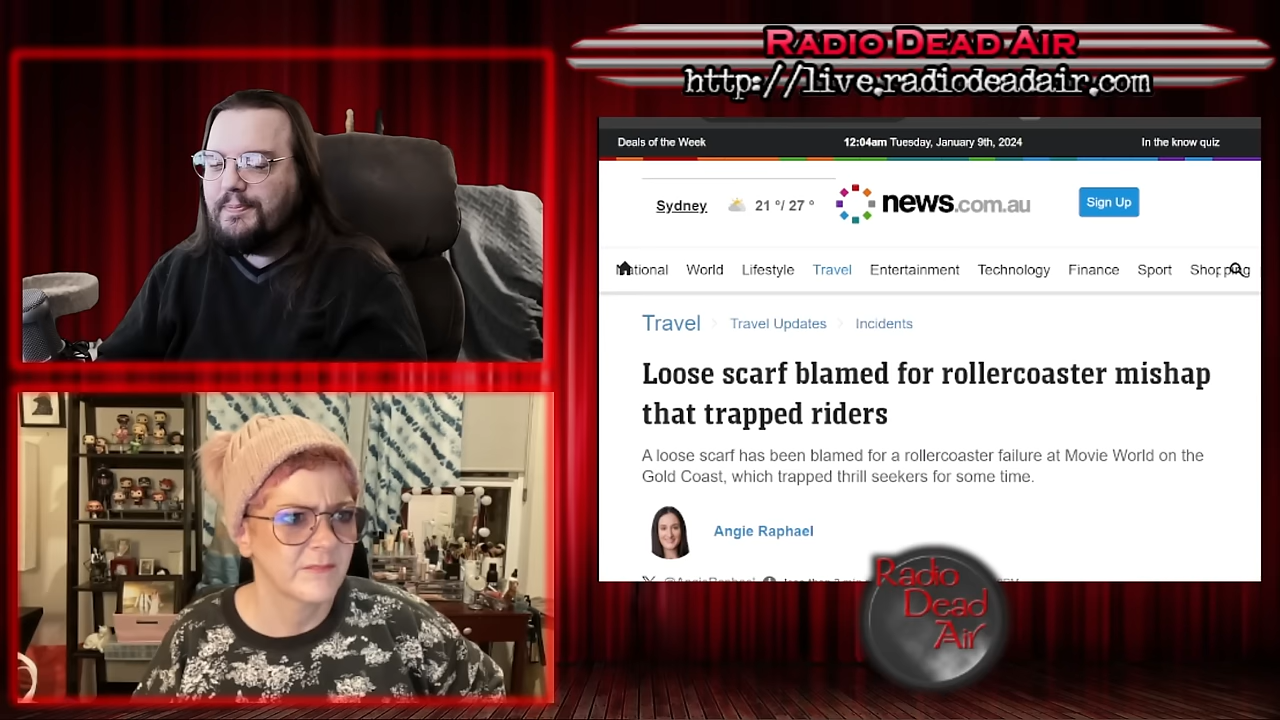 Radio Dead Air
http://live.radiodeadair.com
Deals of the Week
12:04am Tuesday, January 9th, 2024
In the know quiz
Sydney
21 °/ 27 °
news.com.au
Sign Up
National World Lifestyle Travel Entertainment Technology Finance Sport Shopping
Travel
Travel Updates
Incidents
Loose scarf blamed for rollercoaster mishap
that trapped riders
A loose scarf has been blamed for a rollercoaster failure at Movie World on the
Gold Coast, which trapped thrill seekers for some time.
Angie Raphael
@AngieRaphael
Radio
Dead
Air